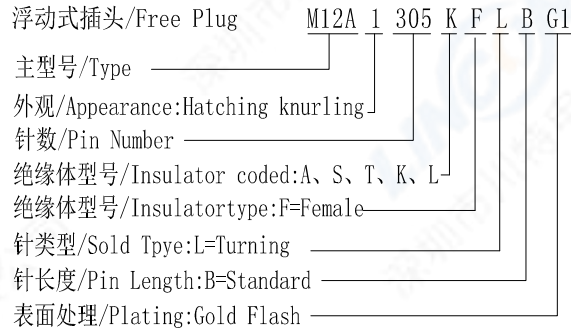 浮动式插头/Free Plug M12A 1 305 K F L B G1
主型号/Type
外观/Appearance:Hatching knurling
针数/Pin Number
绝缘体型号/Insulator coded:A、S、T、K、L
绝缘体型号/Insulatortype:F=Female
针类型/Sold Tpye:L=Turning
针长度/Pin Length:B=Standard
表面处理/Plating:Gold Flash